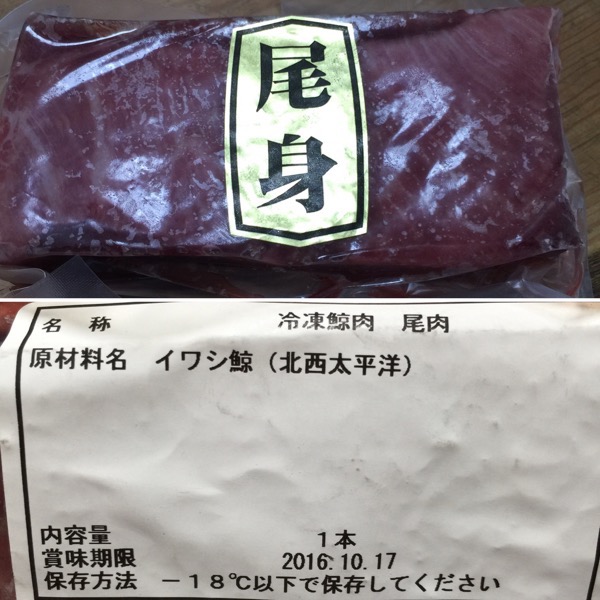 尾身
名称 冷凍鯨肉 尾肉
原材料名 イワシ鯨（北西太平洋）
内容量 1本
賞味期限 2016.10.17
保存方法 －18℃以下で保存してください